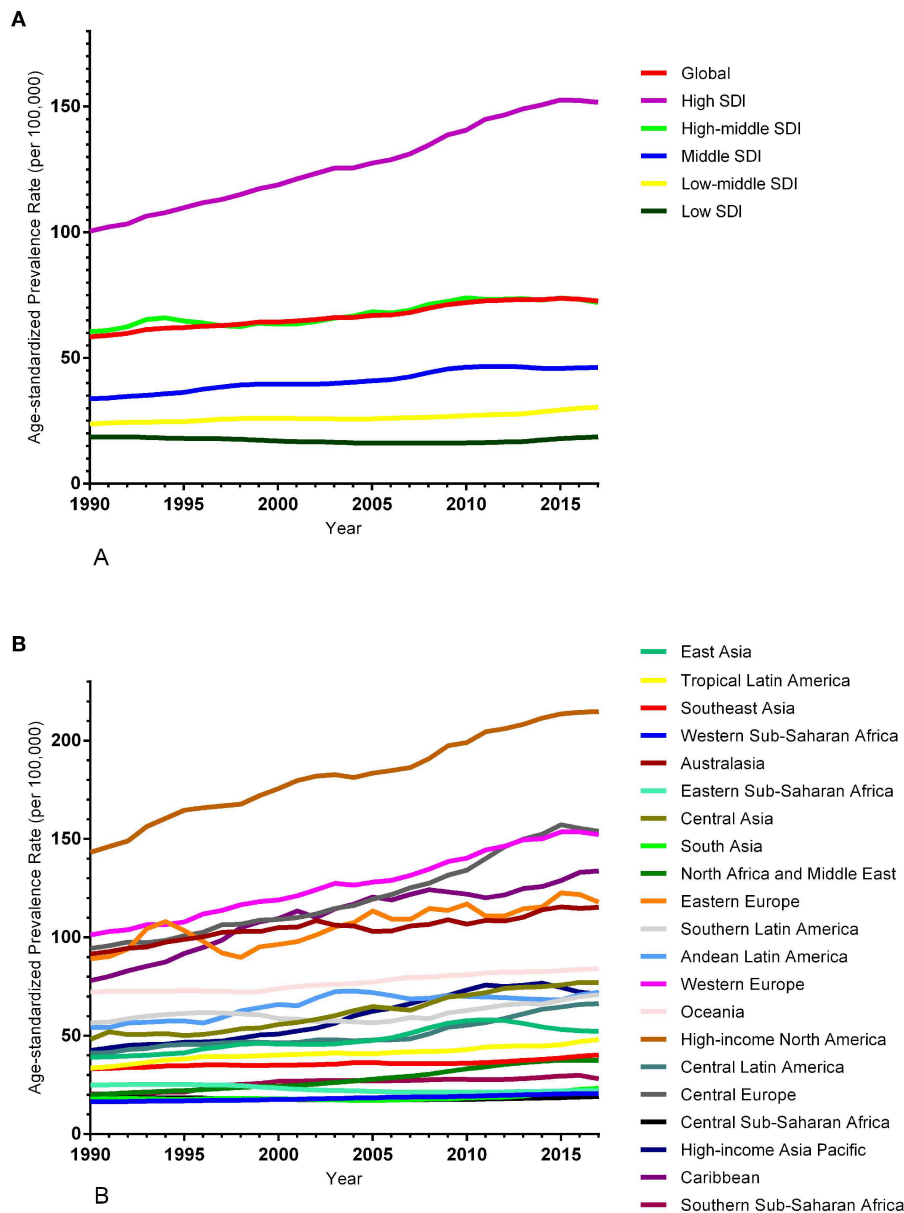 A
Age-standardized Prevalence Rate (per 100,000)
150
100
50
0
1990 1995 2000 2005 2010 2015
Year
A
Global
High SDI
High-middle SDI
Middle SDI
Low-middle SDI
Low SDI
B
Age-standardized Prevalence Rate (per 100,000)
200
150
100
50
0
1990 1995 2000 2005 2010 2015
Year
B
East Asia
Tropical Latin America
Southeast Asia
Western Sub-Saharan Africa
Australasia
Eastern Sub-Saharan Africa
Central Asia
South Asia
North Africa and Middle East
Eastern Europe
Southern Latin America
Andean Latin America
Western Europe
Oceania
High-income North America
Central Latin America
Central Europe
Central Sub-Saharan Africa
High-income Asia Pacific
Caribbean
Southern Sub-Saharan Africa